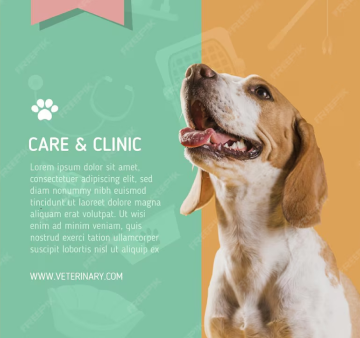 CARE & CLINIC
Lorem ipsum dolor sit amet,
consectetuer adipiscing elit, sed
diam nonummy nibh euismod
tincidunt ut laoreet dolore magna
aliquam erat volutpat. Ut wisi
enim ad minim veniam, quis
nostrud exerci tation ullamcorper
suscipit lobortis nisl ut aliquip ex
WWW.VETERINARY.COM